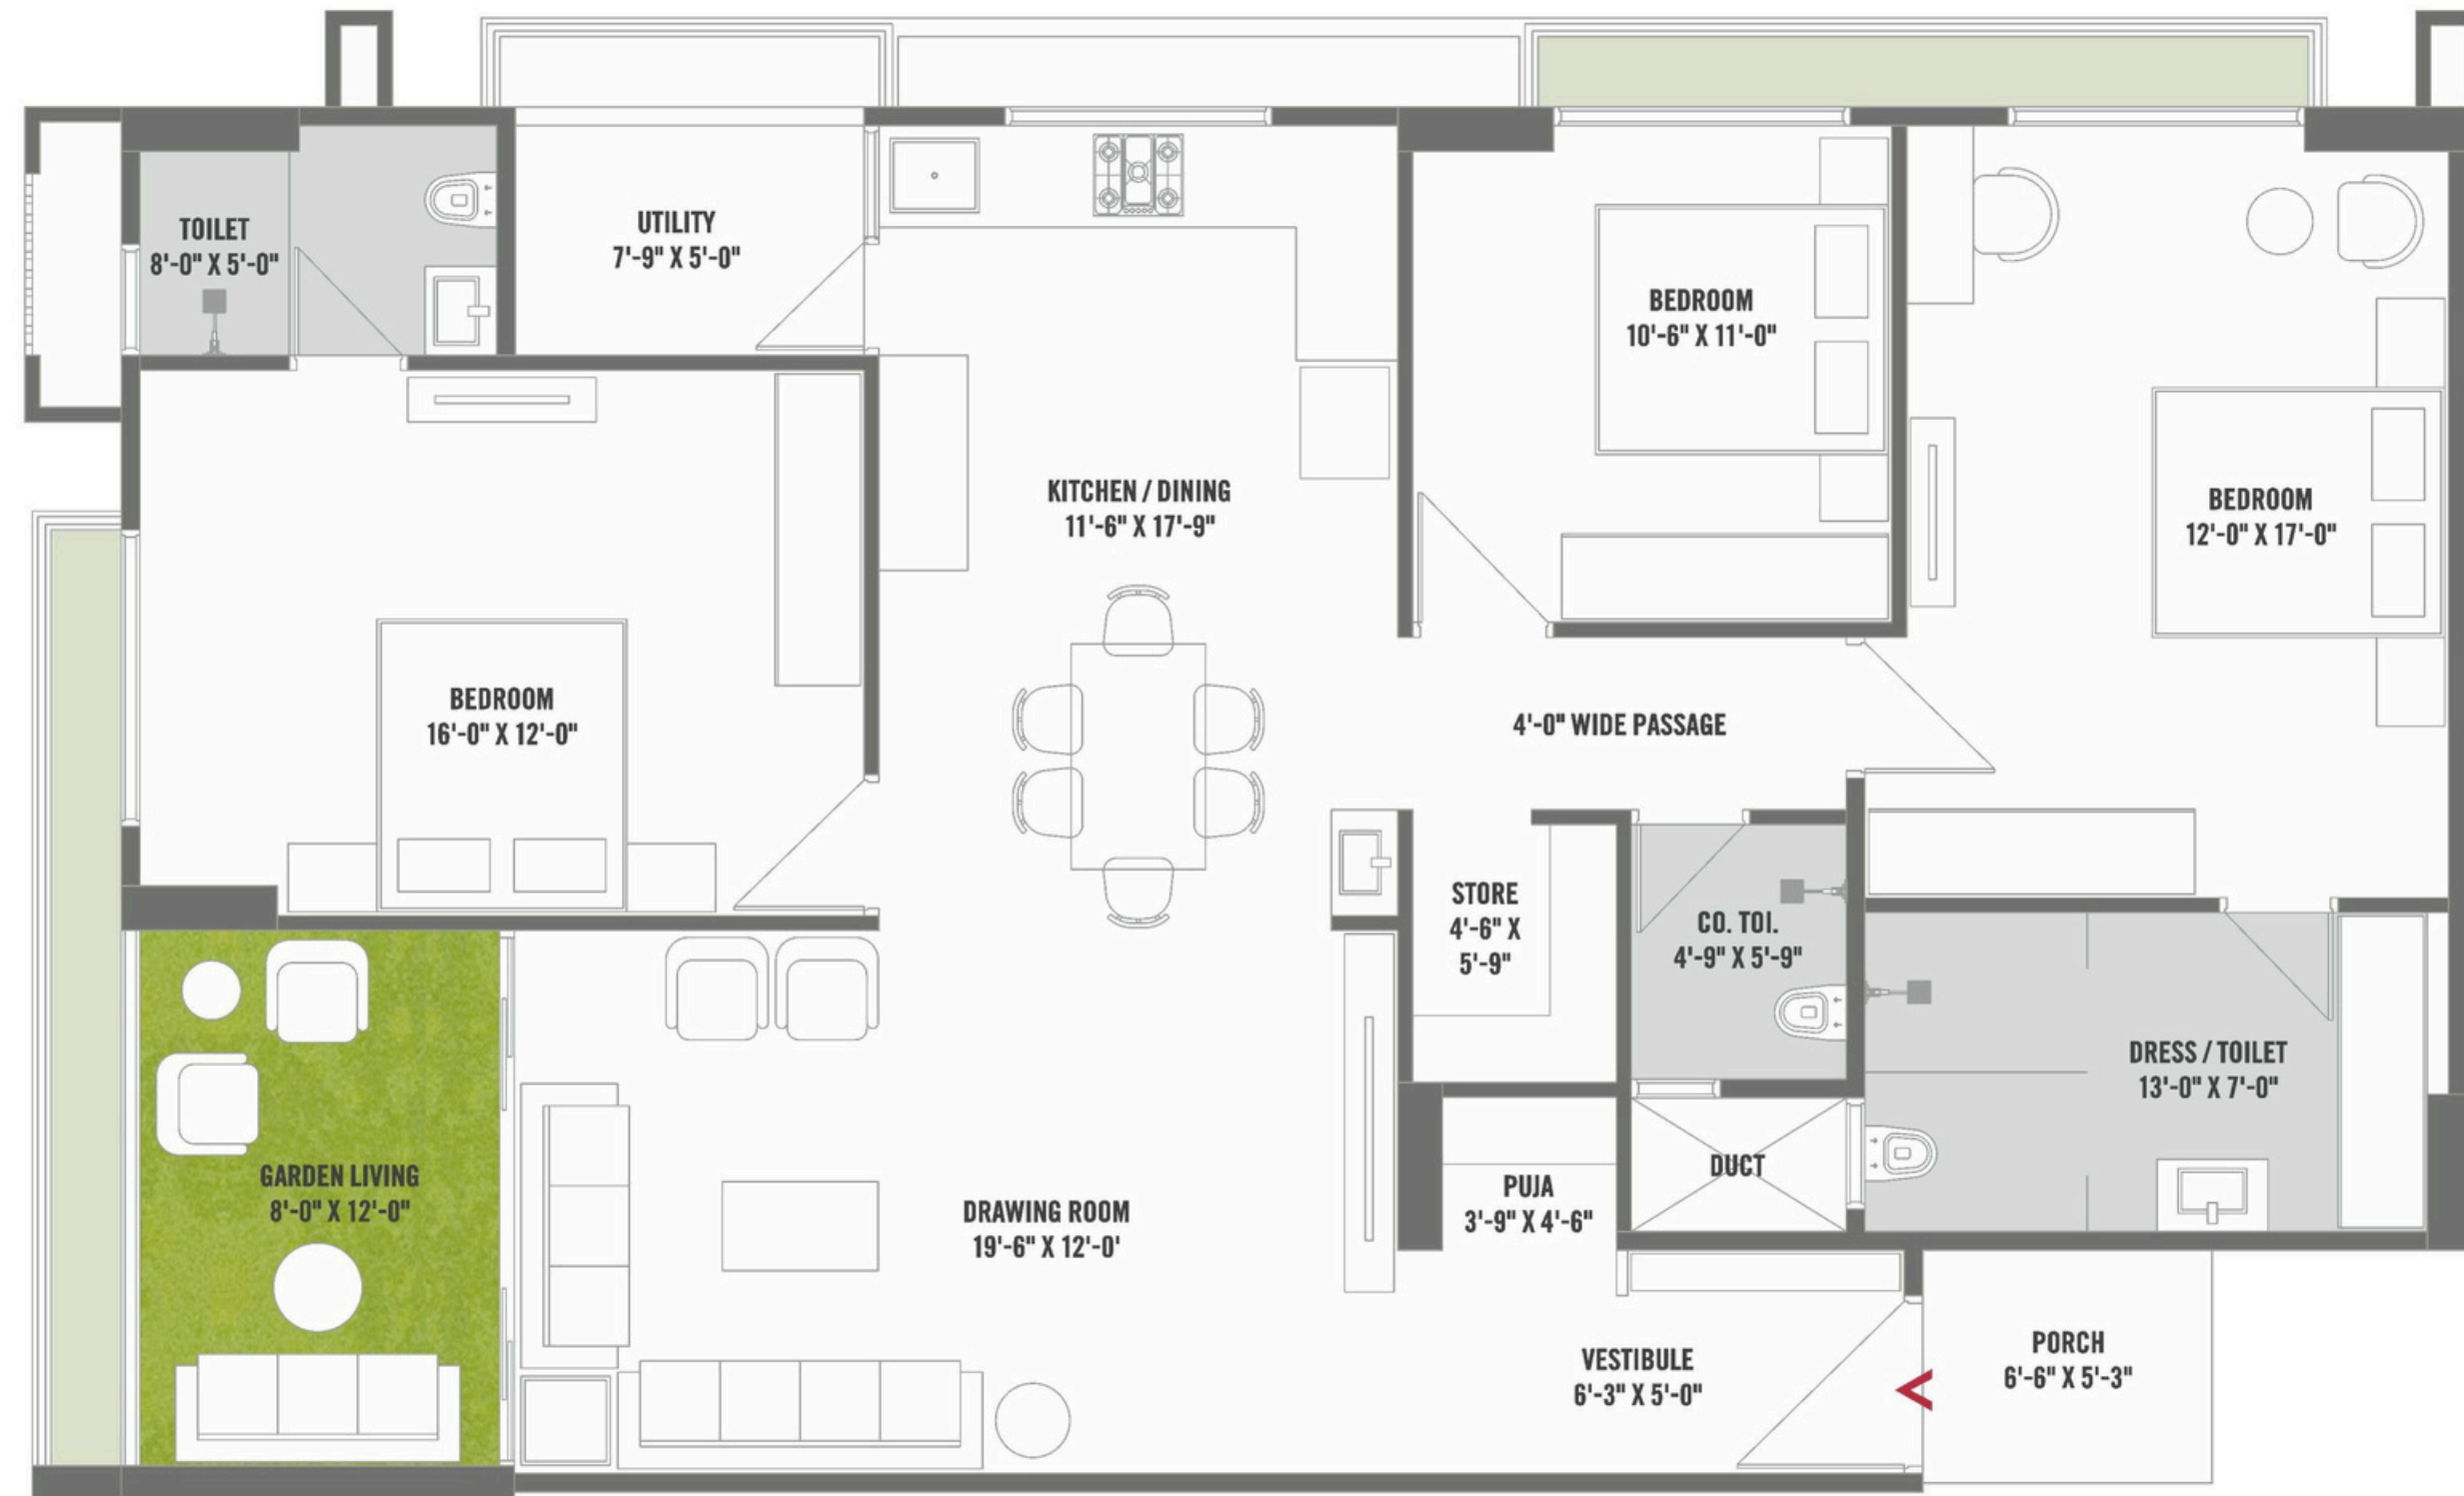 TOILET
8'-0" X 5'-0"
UTILITY
7'-9" X 5'-0"
BEDROOM
10'-6" X 11'-0"
KITCHEN / DINING
11'-6" X 17'-9"
BEDROOM
12'-0" X 17'-0"
BEDROOM
16'-0" X 12'-0"
4'-0" WIDE PASSAGE
STORE
4'-6" X
5'-9"
CO. TOI.
4'-9" X 5'-9"
DRESS / TOILET
13'-0" X 7'-0"
GARDEN LIVING
8'-0" X 12'-0"
DRAWING ROOM
19'-6" X 12'-0'
PUJA
3'-9" X 4'-6"
DUCT
VESTIBULE
6'-3" X 5'-0"
PORCH
6'-6" X 5'-3"